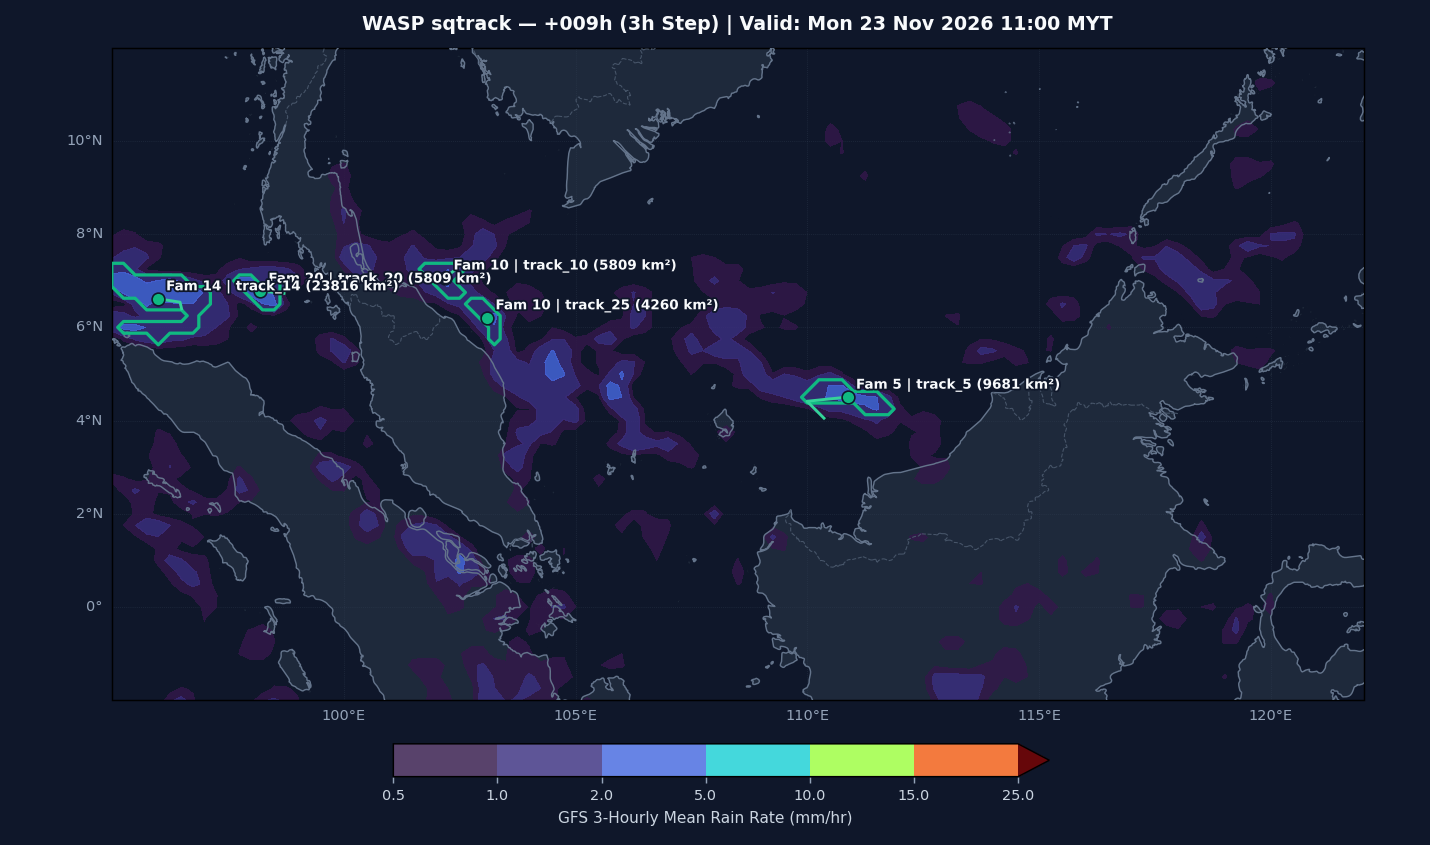 WASP sqtrack — +009h (3h Step) | Valid: Mon 23 Nov 2026 11:00 MYT
10°N
8°N
Fam 10 | track_10 (5809 km²)
Fam 20 | track_20 (5809 km²)
Fam 14 | track_14 (23816 km²)
Fam 10 | track_25 (4260 km²)
6°N
Fam 5 | track_5 (9681 km²)
4°N
2°N
0°
100°E 105°E 110°E 115°E 120°E
0.5 1.0 2.0 5.0 10.0 15.0 25.0
GFS 3-Hourly Mean Rain Rate (mm/hr)